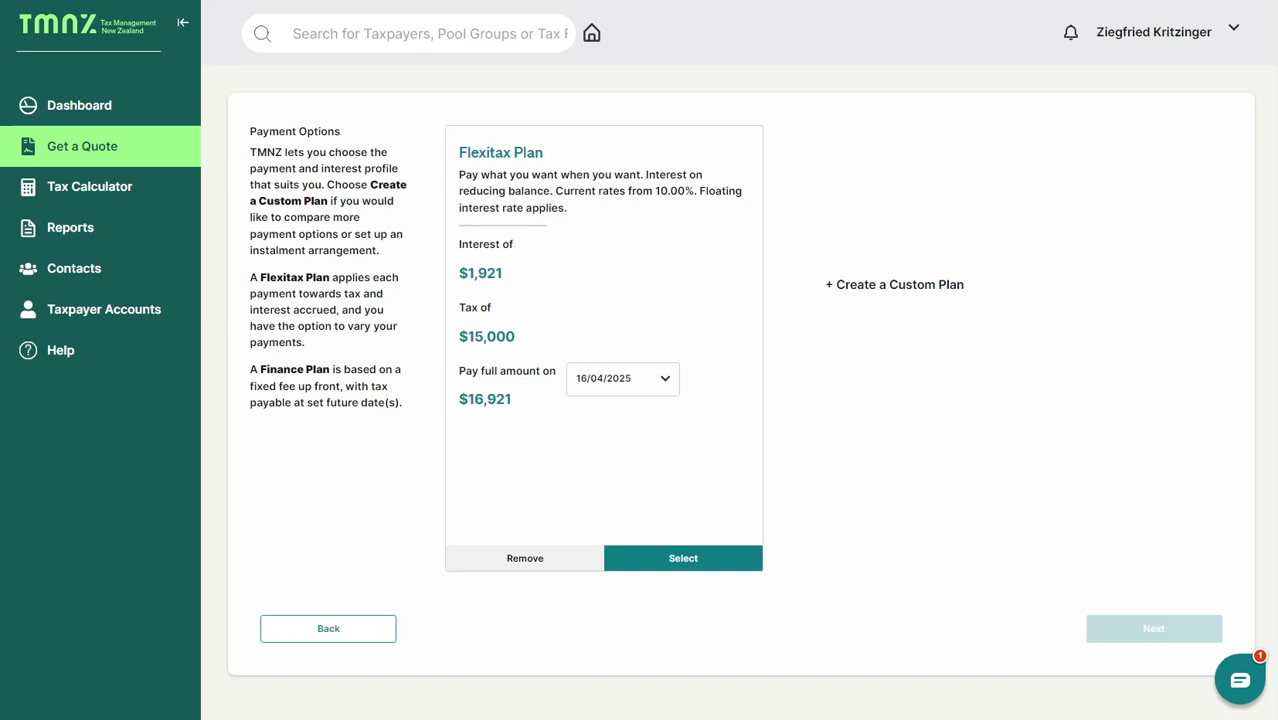 TMNZ Tax Management
New Zealand
Search for Taxpayers, Pool Groups or Tax F
Ziegfried Kritzinger
Dashboard
Get a Quote
Tax Calculator
Reports
Contacts
Taxpayer Accounts
Help
Payment Options
TMNZ lets you choose the
payment and interest profile
that suits you. Choose Create
a Custom Plan if you would
like to compare more
payment options or set up an
instalment arrangement.
A Flexitax Plan applies each
payment towards tax and
interest accrued, and you
have the option to vary your
payments.
A Finance Plan is based on a
fixed fee up front, with tax
payable at set future date(s).
Flexitax Plan
Pay what you want when you want. Interest on
reducing balance. Current rates from 10.00%. Floating
interest rate applies.
Interest of
$1,921
Tax of
$15,000
Pay full amount on
16/04/2025
$16,921
Remove
Select
+ Create a Custom Plan
Back
Next
1